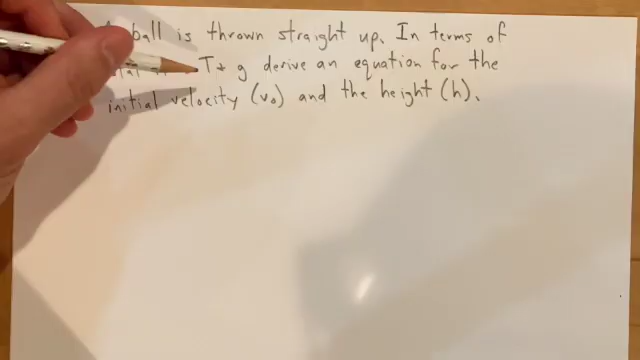 ball is thrown straight up. In terms of
T + g derive an equation for the
initial velocity (v₀) and the height (h).